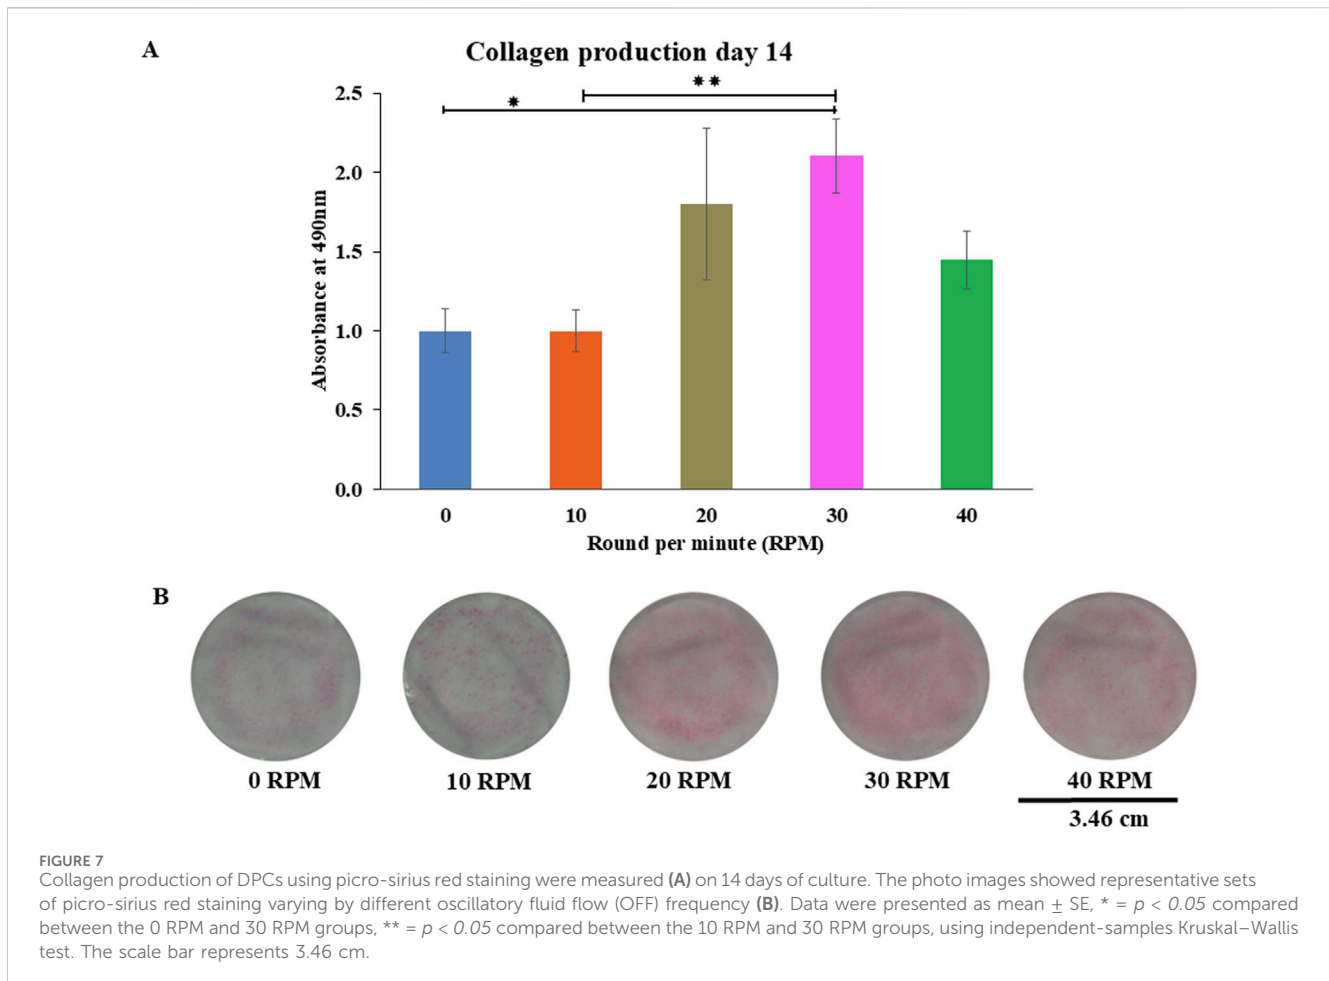 A
Collagen production day 14
**
*
2.5
2.0
1.5
1.0
0.5
0.0
Absorbance at 490nm
0 10 20 30 40
Round per minute (RPM)
B
0 RPM 10 RPM 20 RPM 30 RPM 40 RPM
3.46 cm
FIGURE 7
Collagen production of DPCs using picro-sirius red staining were measured (A) on 14 days of culture. The photo images showed representative sets
of picro-sirius red staining varying by different oscillatory fluid flow (OFF) frequency (B). Data were presented as mean ± SE, * = p < 0.05 compared
between the 0 RPM and 30 RPM groups, ** = p < 0.05 compared between the 10 RPM and 30 RPM groups, using independent-samples Kruskal–Wallis
test. The scale bar represents 3.46 cm.